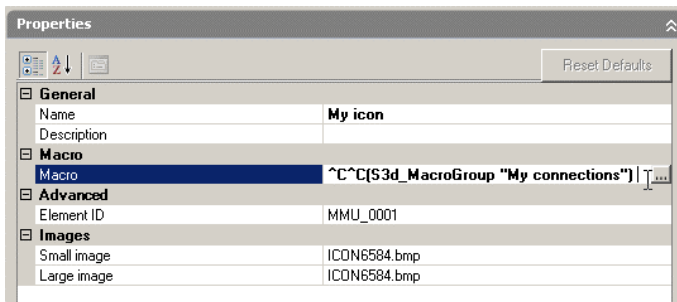 Properties
Reset Defaults
General
Name My icon
Description
Macro
Macro ^C^C(S3d_MacroGroup "My connections") ...
Advanced
Element ID MMU_0001
Images
Small image ICON6584.bmp
Large image ICON6584.bmp